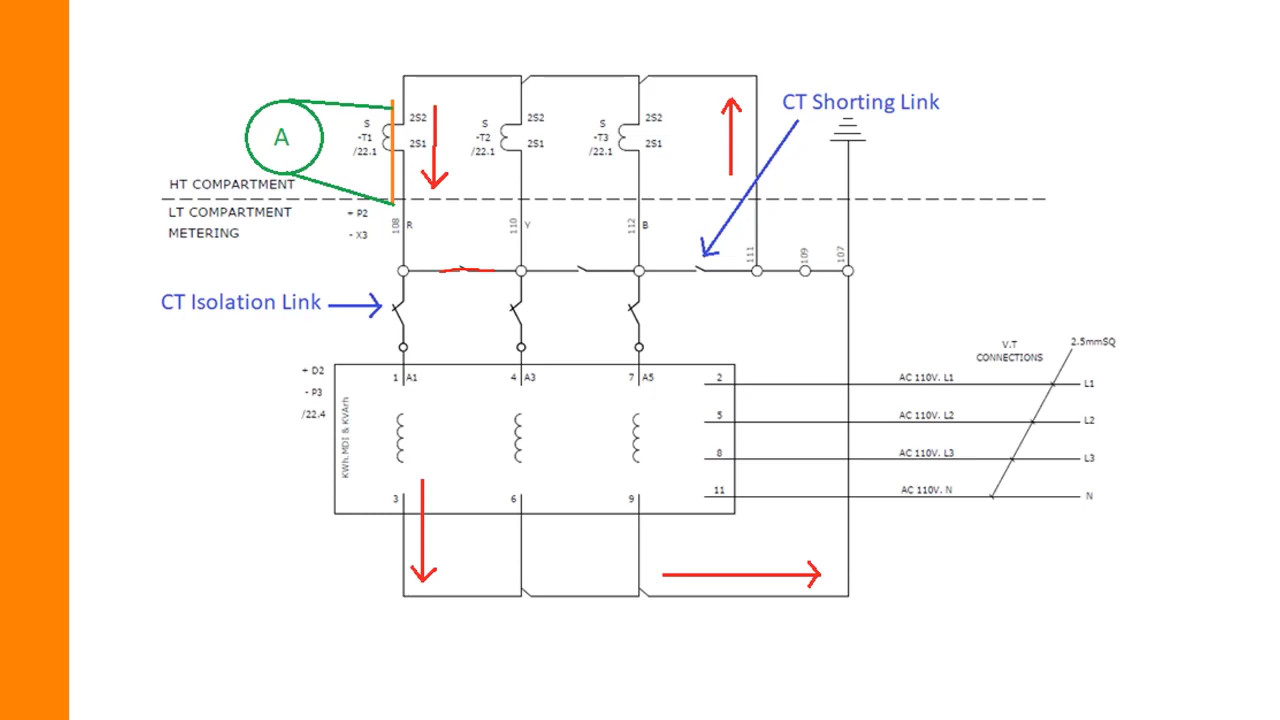 CT Shorting Link
A
S
-T1
/22.1
2S2
2S1
S
-T2
/22.1
2S2
2S1
S
-T3
/22.1
2S2
2S1
HT COMPARTMENT
LT COMPARTMENT
METERING
+ P2
- X3
108
R
110
Y
112
B
111
109
107
CT Isolation Link
+ D2
- P3
/22.4
KWh. MDI & KVArh
1 A1
4 A3
7 A5
2
5
8
11
3
6
9
V.T
CONNECTIONS
2.5mmSQ
AC 110V. L1
L1
AC 110V. L2
L2
AC 110V. L3
L3
AC 110V. N
N